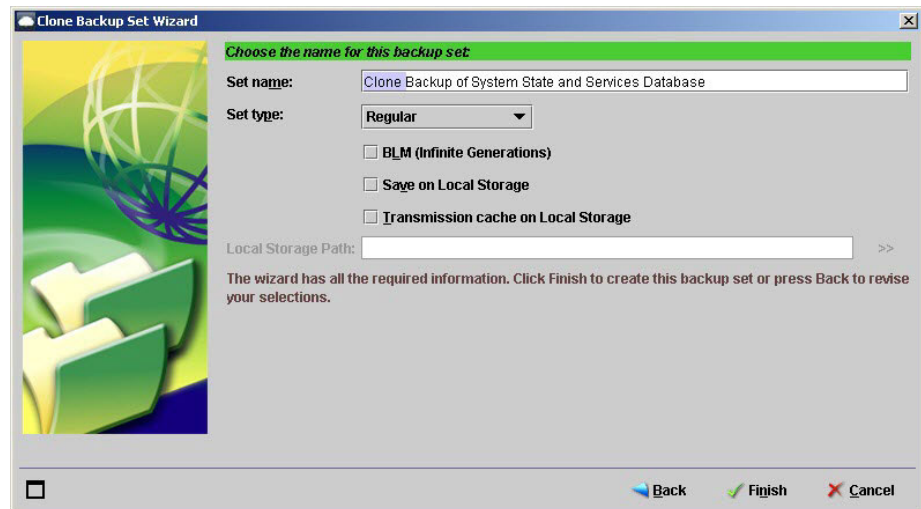 Clone Backup Set Wizard
Choose the name for this backup set:
Set name: Clone Backup of System State and Services Database
Set type: Regular
BLM (Infinite Generations)
Save on Local Storage
Transmission cache on Local Storage
Local Storage Path: >>
The wizard has all the required information. Click Finish to create this backup set or press Back to revise
your selections.
Back Finish Cancel